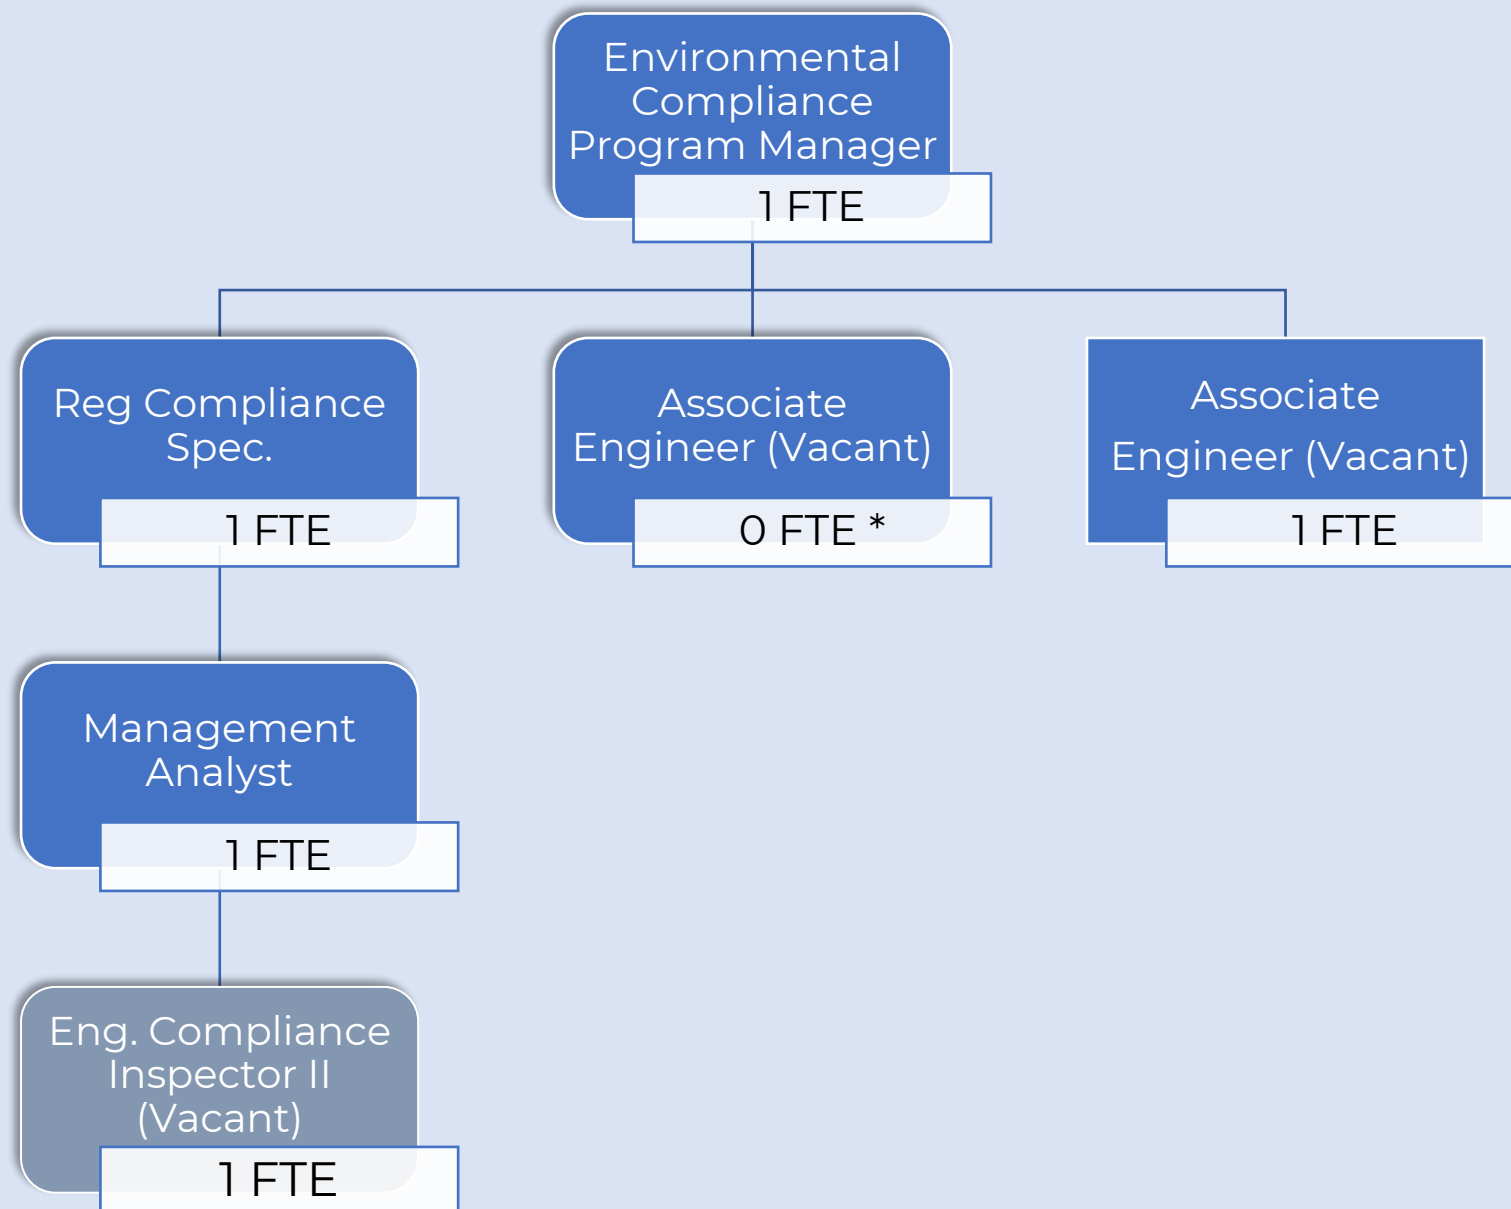 Environmental
Compliance
Program Manager
1 FTE
Reg Compliance
Spec.
1 FTE
Associate
Engineer (Vacant)
0 FTE *
Associate
Engineer (Vacant)
1 FTE
Management
Analyst
1 FTE
Eng. Compliance
Inspector II
(Vacant)
1 FTE